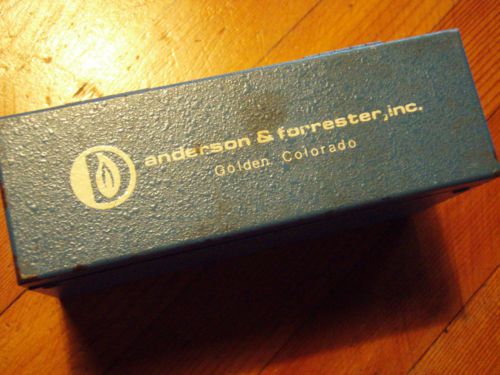 anderson & forrester,inc.
Golden, Colorado